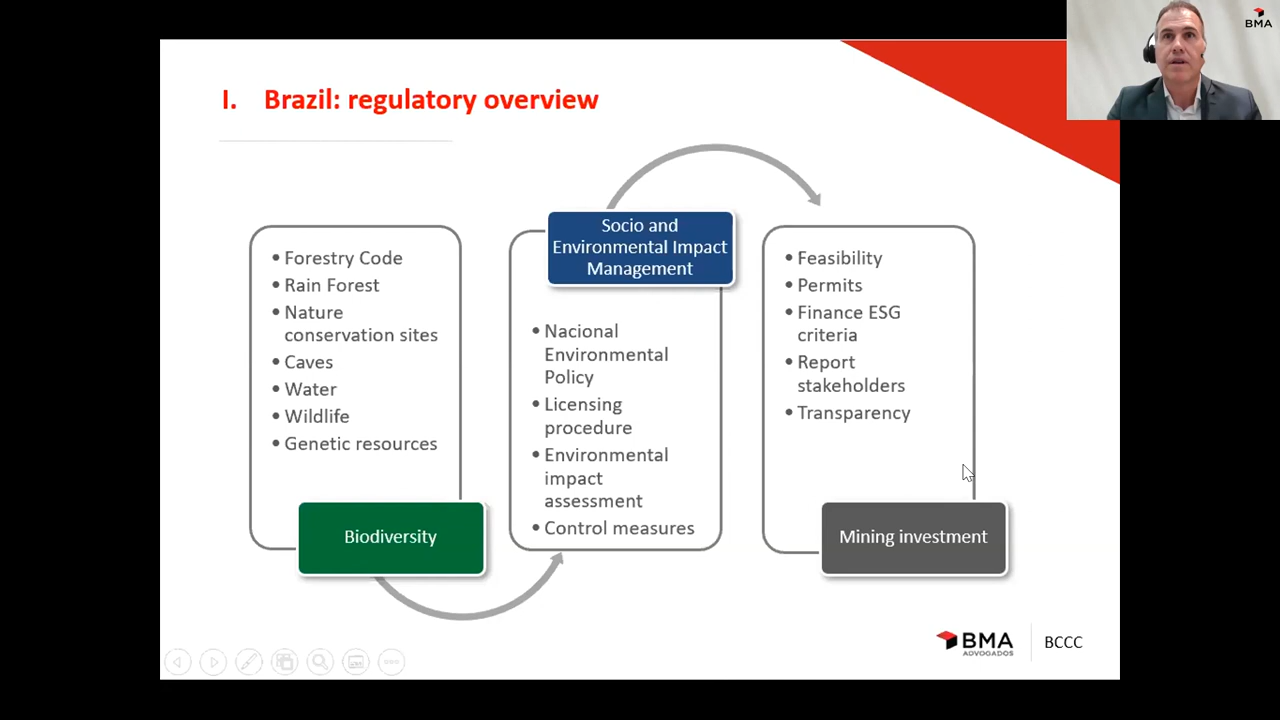 BMA
I. Brazil: regulatory overview
• Forestry Code
• Rain Forest
• Nature
conservation sites
• Caves
• Water
• Wildlife
• Genetic resources
Biodiversity
Socio and
Environmental Impact
Management
• Nacional
Environmental
Policy
• Licensing
procedure
• Environmental
impact
assessment
• Control measures
• Feasibility
• Permits
• Finance ESG
criteria
• Report
stakeholders
• Transparency
Mining investment
BMA
ADVOGADOS
BCCC